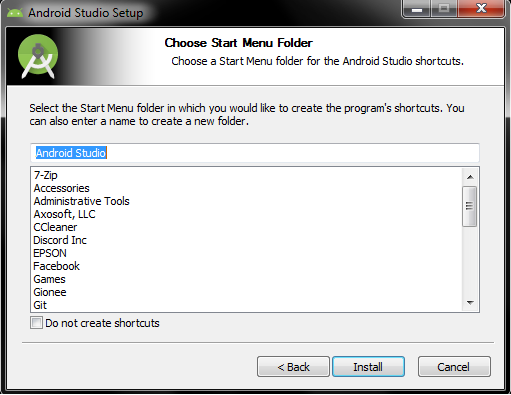 Android Studio Setup
Choose Start Menu Folder
Choose a Start Menu folder for the Android Studio shortcuts.
Select the Start Menu folder in which you would like to create the program's shortcuts. You
can also enter a name to create a new folder.
Android Studio
7-Zip
Accessories
Administrative Tools
Axosoft, LLC
CCleaner
Discord Inc
EPSON
Facebook
Games
Gionee
Git
Do not create shortcuts
< Back
Install
Cancel